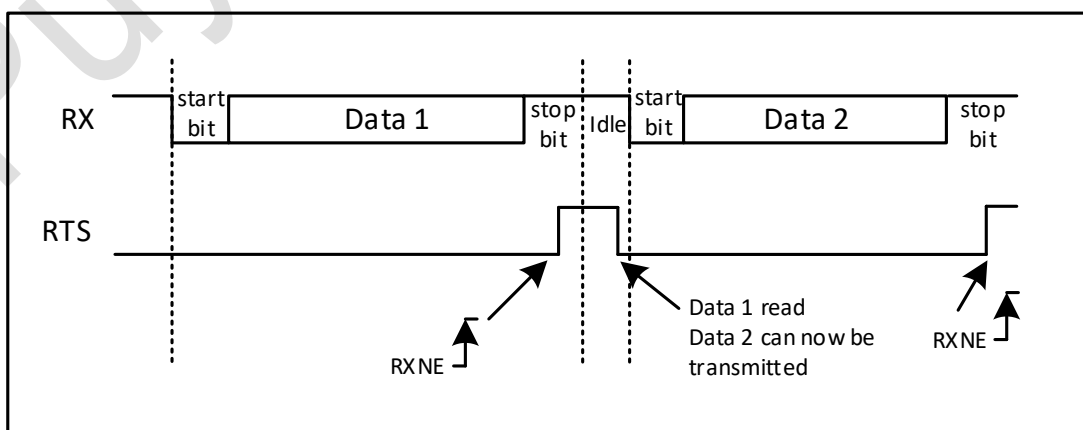 RX
start
bit
Data 1
stop
bit
Idle
start
bit
Data 2
stop
bit
RTS
RXNE
Data 1 read
Data 2 can now be
transmitted
RXNE